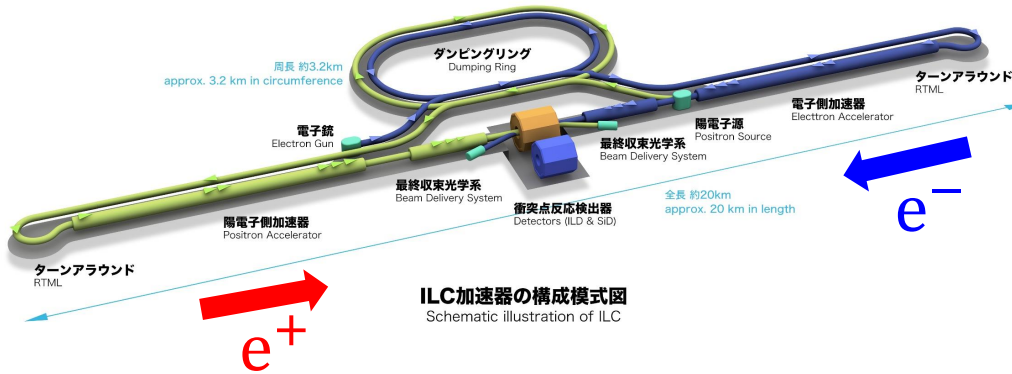 ダンピングリング
Dumping Ring
周長 約3.2km
approx. 3.2 km in circumference
ターンアラウンド
RTML
電子銃
Electron Gun
陽電子源
Positron Source
電子側加速器
Electtron Accelerator
最終収束光学系
Beam Delivery System
最終収束光学系
Beam Delivery System
衝突点反応検出器
Detectors (ILD & SiD)
全長 約20km
approx. 20 km in length
e−
陽電子側加速器
Positron Accelerator
ターンアラウンド
RTML
e+
ILC加速器の構成模式図
Schematic illustration of ILC